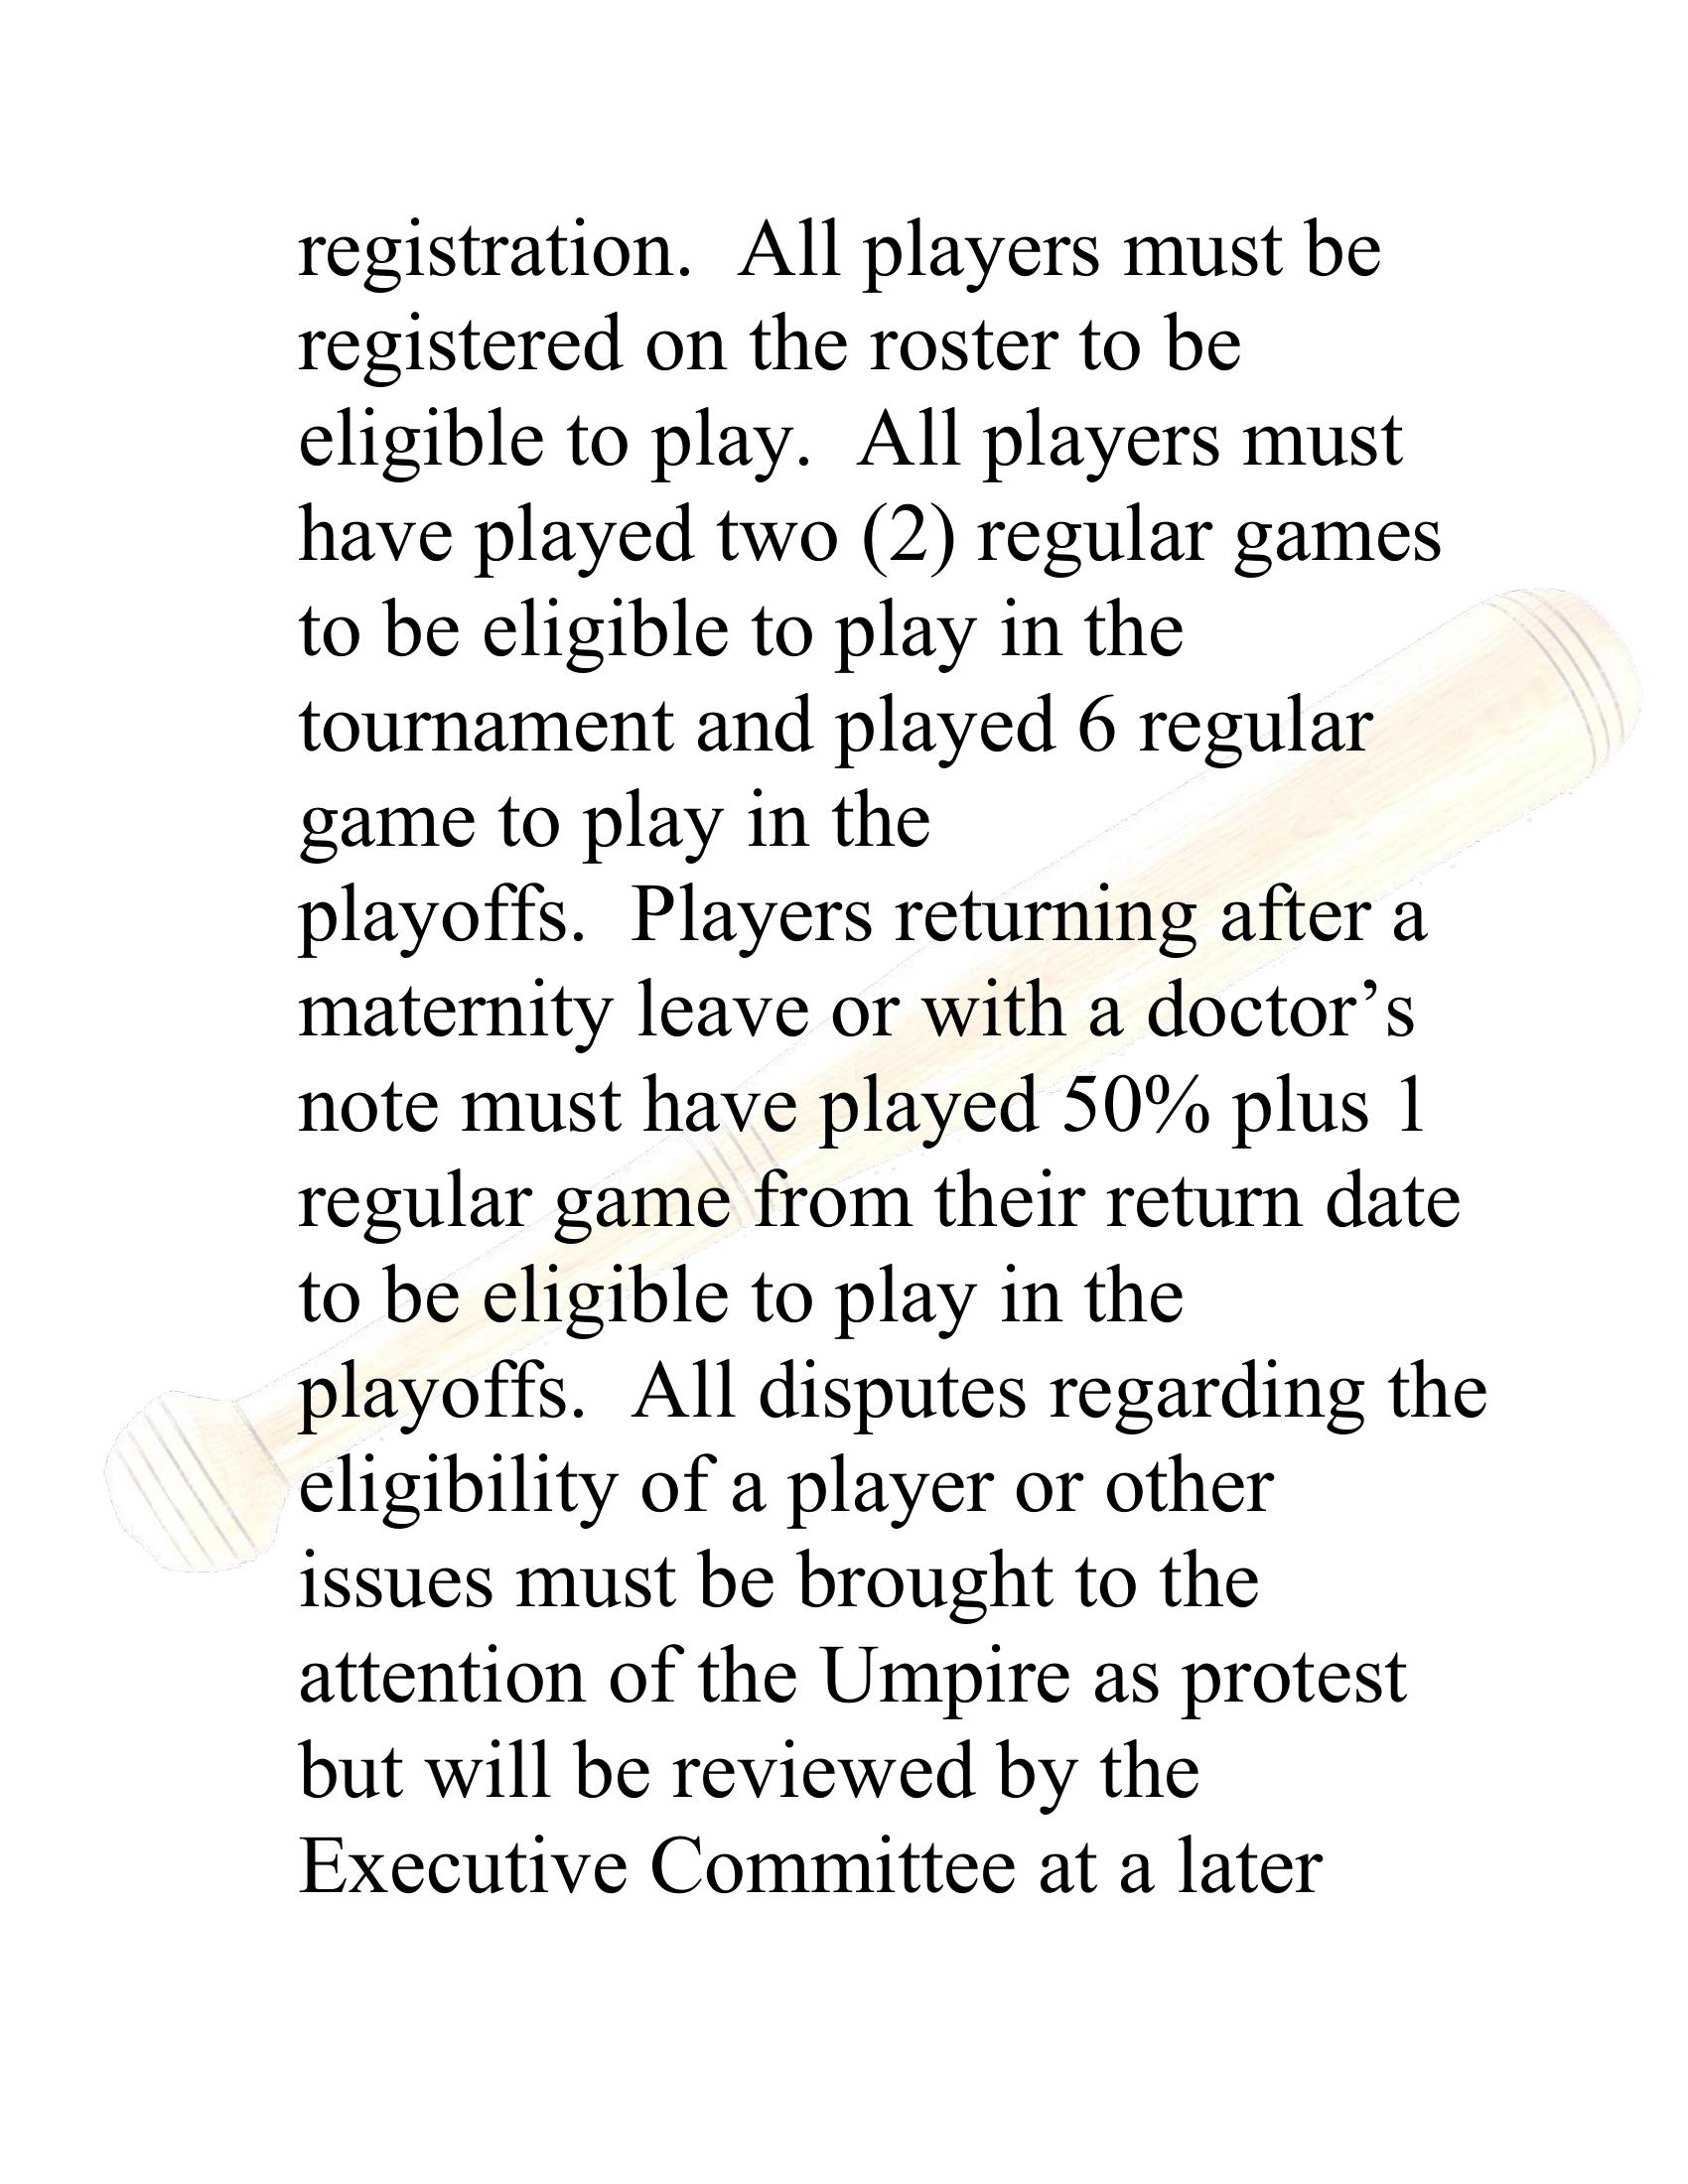 registration.  All players must be
registered on the roster to be
eligible to play.  All players must
have played two (2) regular games
to be eligible to play in the
tournament and played 6 regular
game to play in the
playoffs.  Players returning after a
maternity leave or with a doctor’s
note must have played 50% plus 1
regular game from their return date
to be eligible to play in the
playoffs.  All disputes regarding the
eligibility of a player or other
issues must be brought to the
attention of the Umpire as protest
but will be reviewed by the
Executive Committee at a later